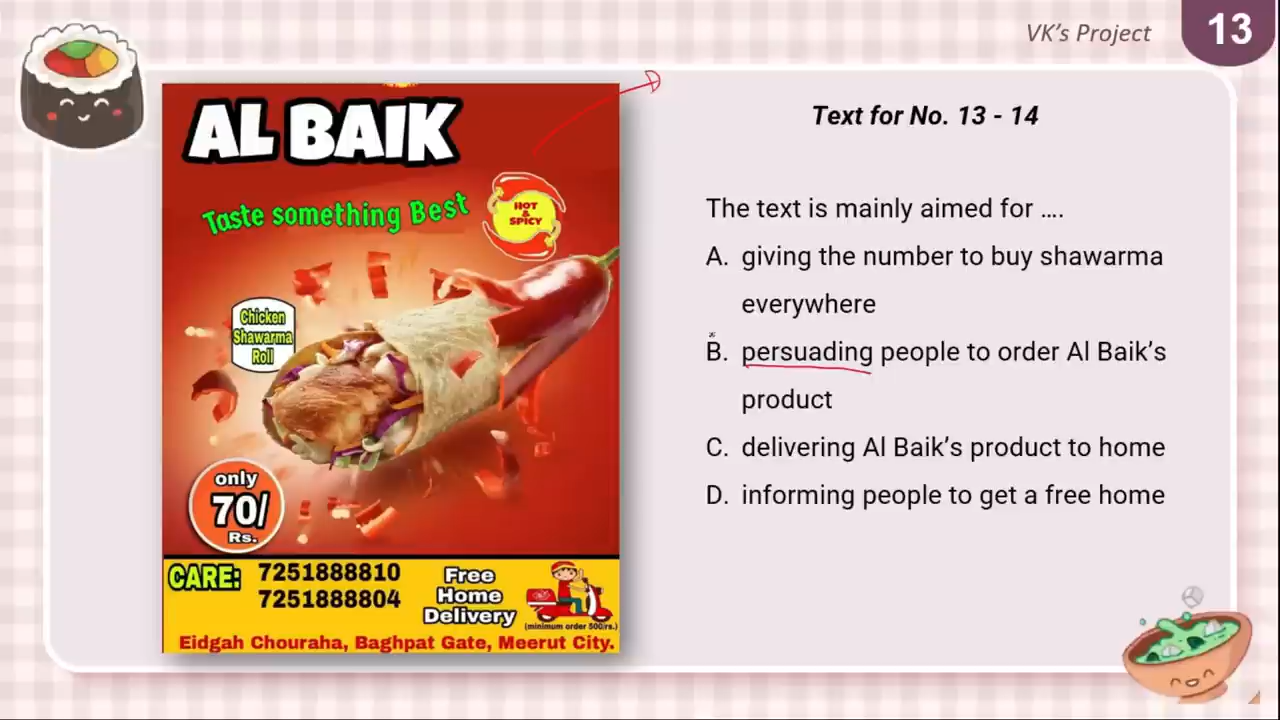 VK's Project
13
AL BAIK
Taste something Best
HOT
&
SPICY
Chicken
Shawarma
Roll
only
70/
Rs.
CARE: 7251888810
7251888804
Free
Home
Delivery
(minimum order 500/rs.)
Eidgah Chouraha, Baghpat Gate, Meerut City.
Text for No. 13 - 14
The text is mainly aimed for ....
A. giving the number to buy shawarma
everywhere
B. persuading people to order Al Baik's
product
C. delivering Al Baik's product to home
D. informing people to get a free home